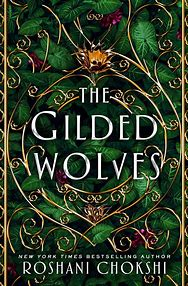 THE
GILDED
WOLVES
NEW YORK TIMES BESTSELLING AUTHOR
ROSHANI CHOKSHI